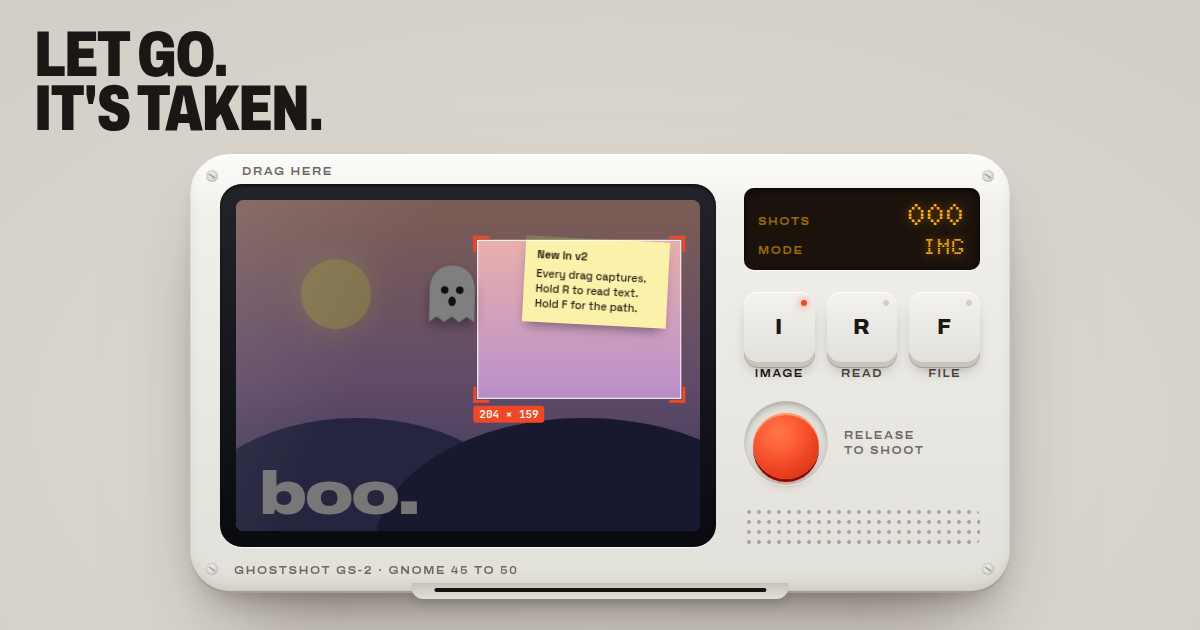 LET GO.
IT'S TAKEN.
DRAG HERE
New in v2
Every drag captures.
Hold R to read text.
Hold F for the path.
204 × 159
boo.
SHOTS 000
MODE IMG
I R F
IMAGE READ FILE
RELEASE
TO SHOOT
GHOSTSHOT GS-2 · GNOME 45 TO 50